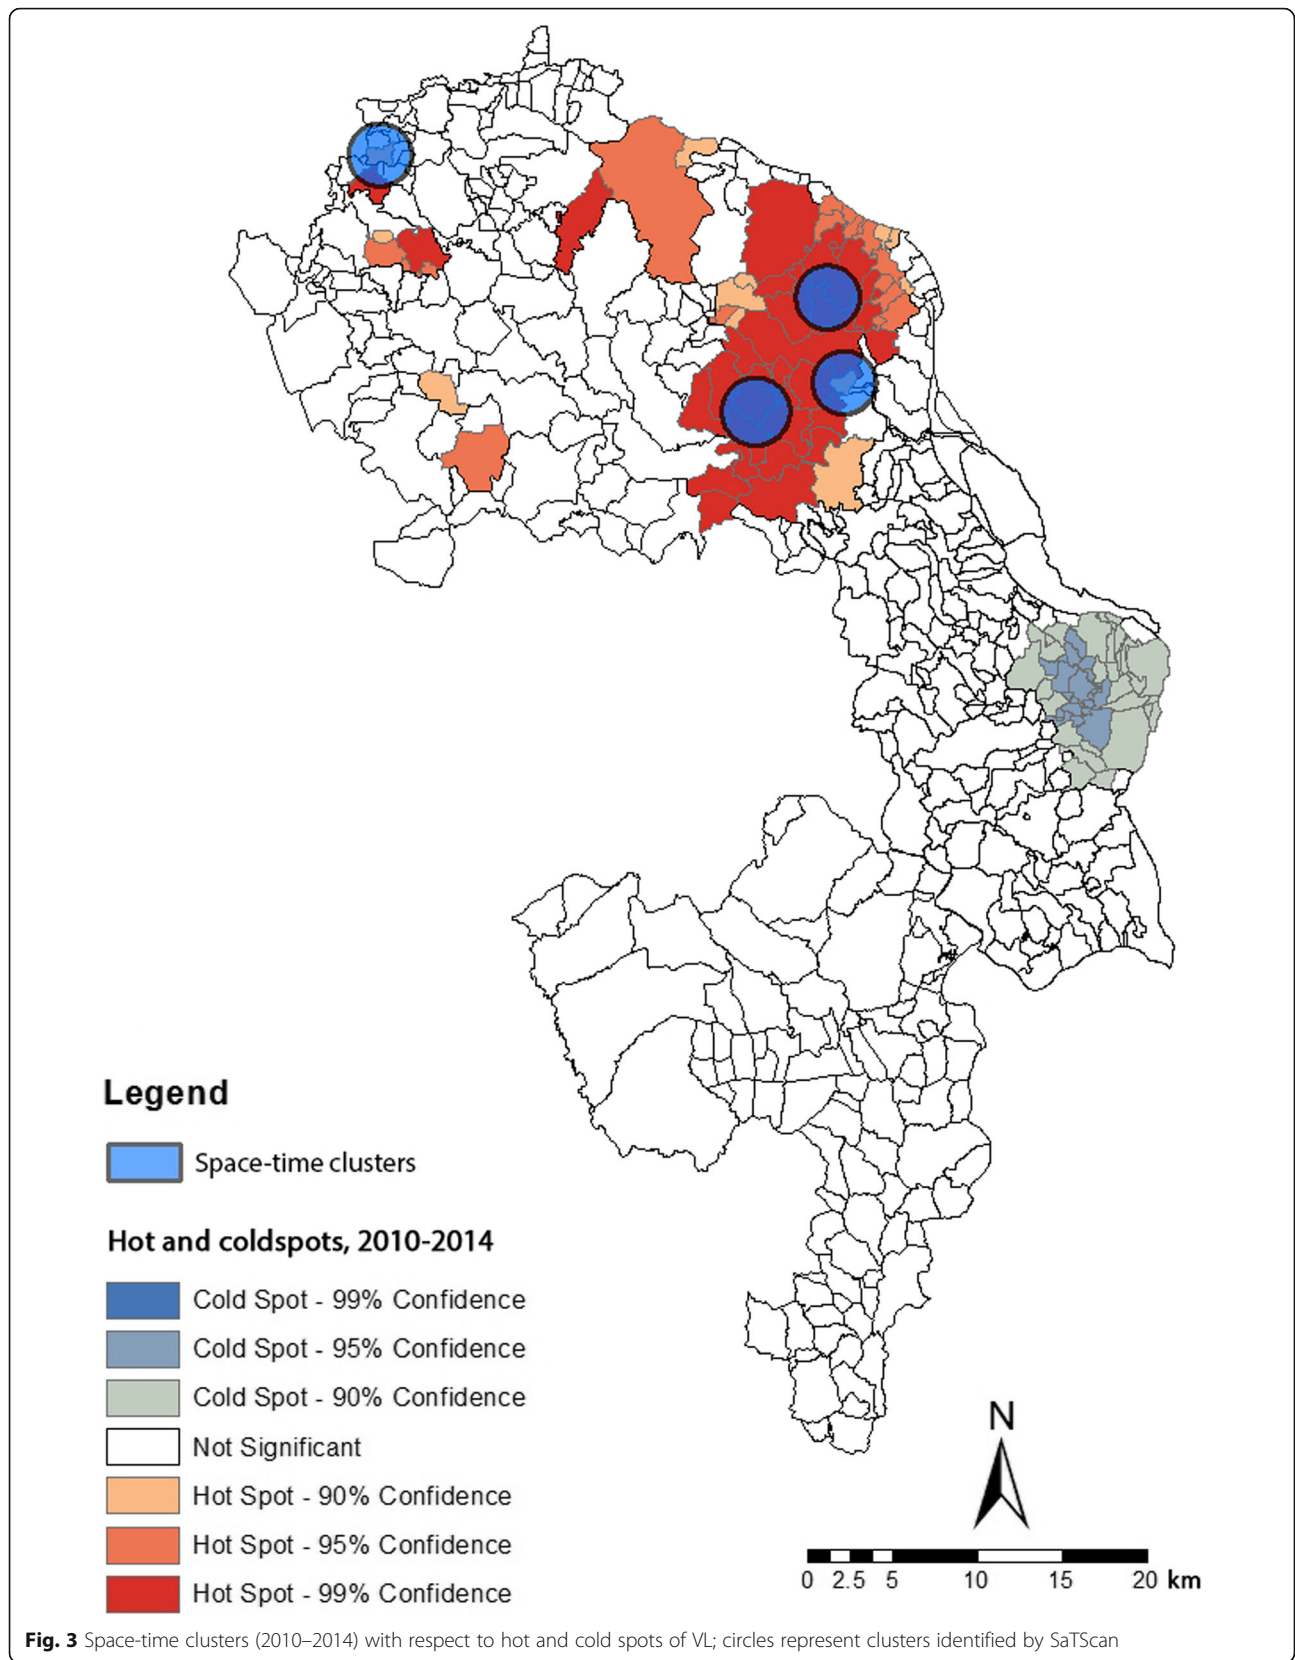 Legend
Space-time clusters
Hot and coldspots, 2010-2014
Cold Spot - 99% Confidence
Cold Spot - 95% Confidence
Cold Spot - 90% Confidence
Not Significant
Hot Spot - 90% Confidence
Hot Spot - 95% Confidence
Hot Spot - 99% Confidence
N
0 2.5 5 10 15 20 km
Fig. 3 Space-time clusters (2010–2014) with respect to hot and cold spots of VL; circles represent clusters identified by SaTScan